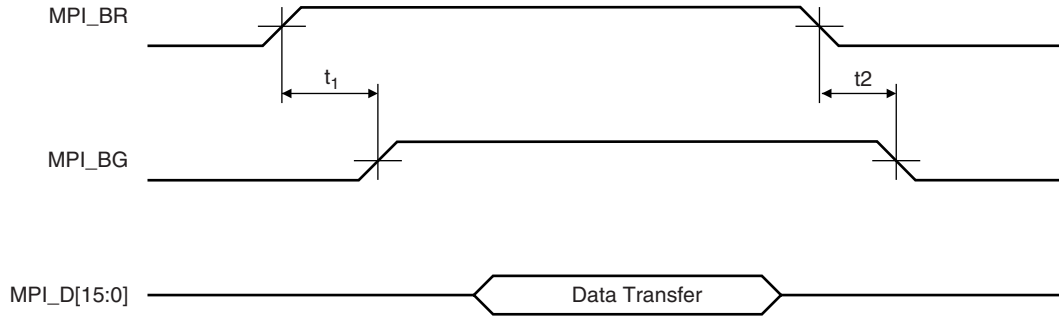 MPI_BR
t1
t2
MPI_BG
MPI_D[15:0]
Data Transfer